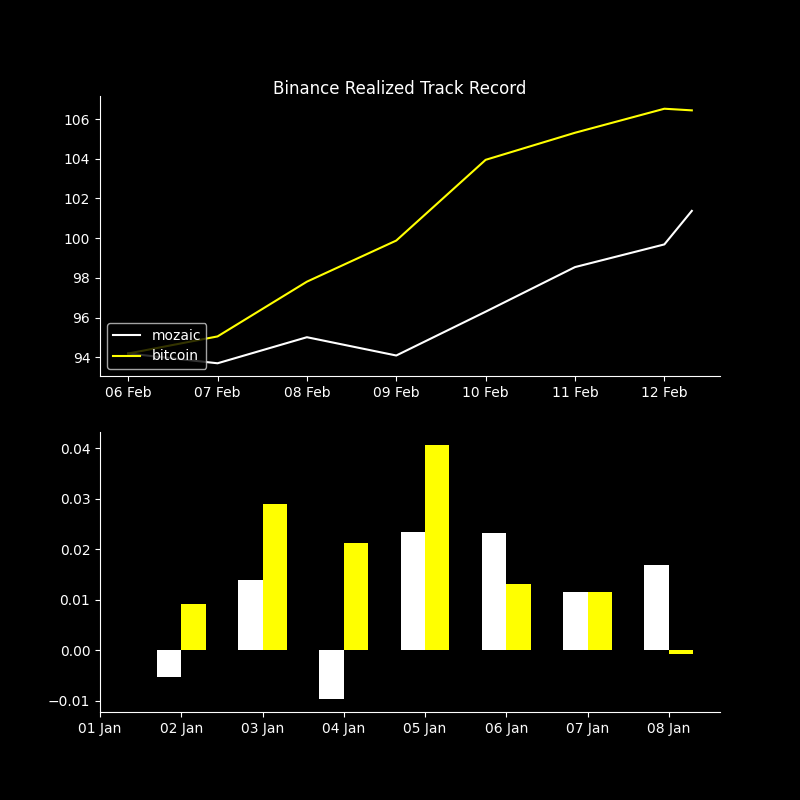 Binance Realized Track Record
106
104
102
100
98
96
94
mozaic
bitcoin
06 Feb 07 Feb 08 Feb 09 Feb 10 Feb 11 Feb 12 Feb
0.04
0.03
0.02
0.01
0.00
−0.01
01 Jan 02 Jan 03 Jan 04 Jan 05 Jan 06 Jan 07 Jan 08 Jan